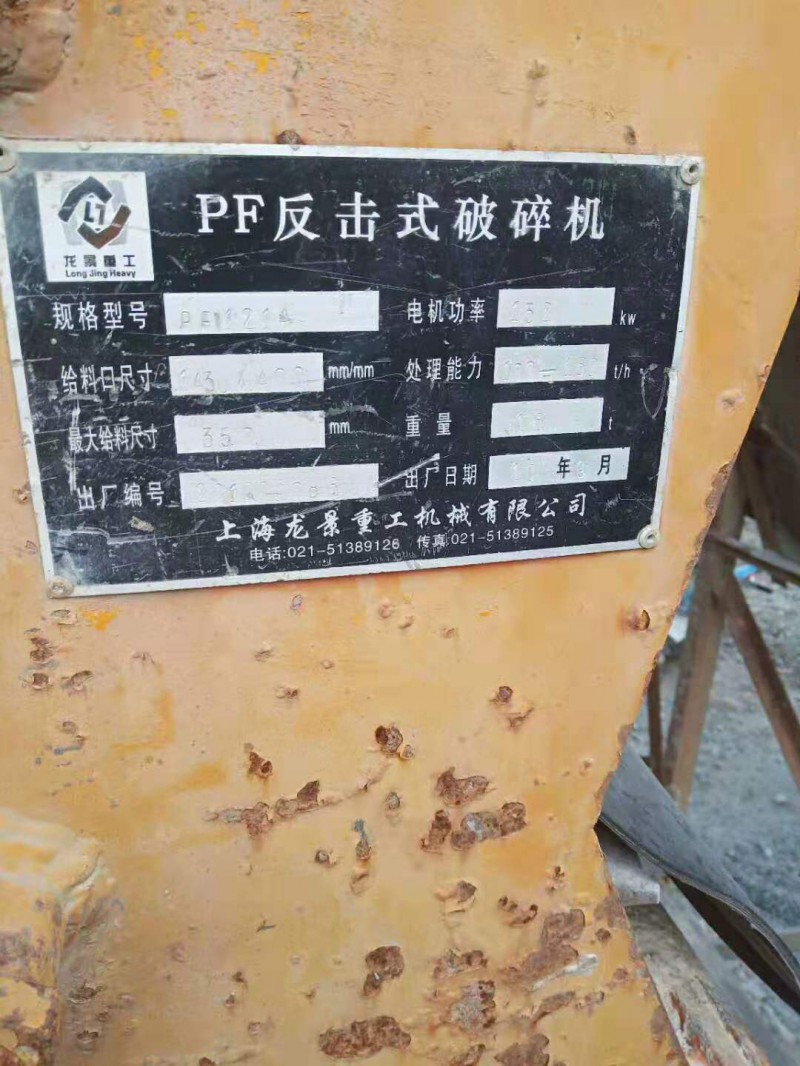 龙景重工
Long Jing Heavy
PF反击式破碎机
规格型号 PF1214 电机功率 kw
给料口尺寸 mm/mm 处理能力 t/h
最大给料尺寸 350 mm 重量 t
出厂编号 出厂日期 年 月
上海龙景重工机械有限公司
电话:021-51389126 传真:021-51389125